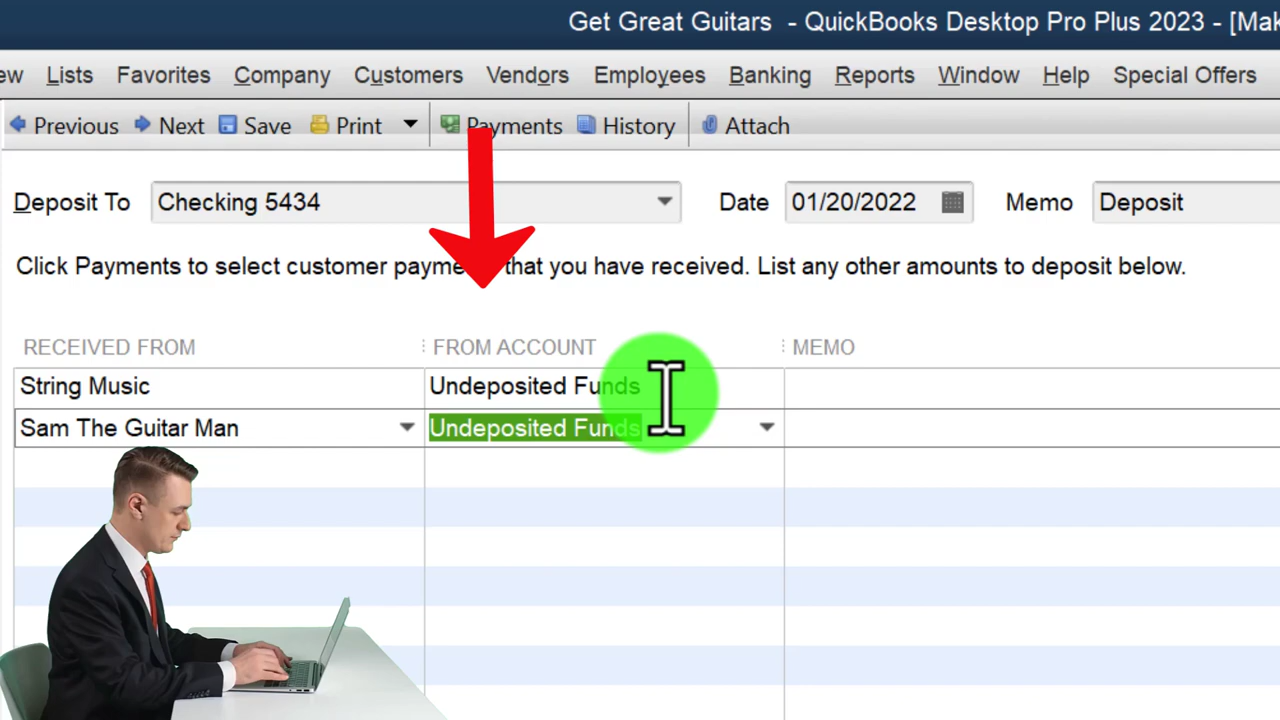 Get Great Guitars - QuickBooks Desktop Pro Plus 2023 - [Mak
ew Lists Favorites Company Customers Vendors Employees Banking Reports Window Help Special Offers
Previous Next Save Print Payments History Attach
Deposit To Checking 5434 Date 01/20/2022 Memo Deposit
Click Payments to select customer payme that you have received. List any other amounts to deposit below.
RECEIVED FROM FROM ACCOUNT MEMO
String Music Undeposited Funds
Sam The Guitar Man Undeposited Funds